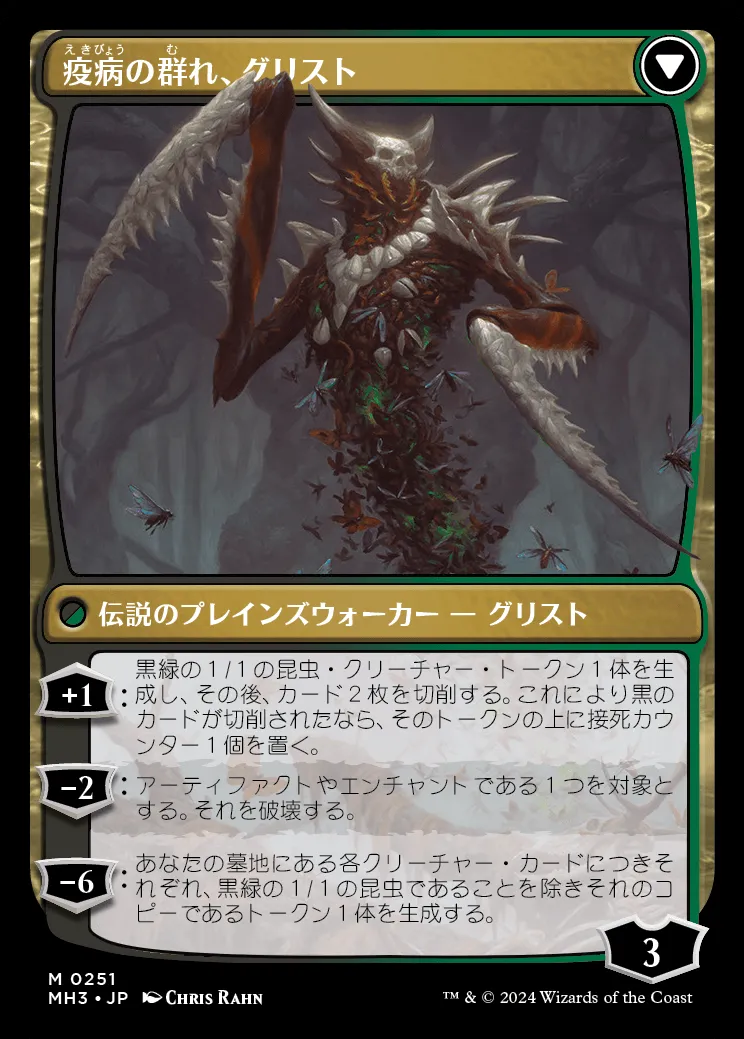 えきびょう む
疫病の群れ、グリスト
伝説のプレインズウォーカー — グリスト
+1：黒緑の１/１の昆虫・クリーチャー・トークン１体を生
成し、その後、カード２枚を切削する。これにより黒の
カードが切削されたなら、そのトークンの上に接死カウ
ンター１個を置く。
−2：アーティファクトやエンチャントである１つを対象と
する。それを破壊する。
−6：あなたの墓地にある各クリーチャー・カードにつきそ
れぞれ、黒緑の１/１の昆虫であることを除きそれのコ
ピーであるトークン１体を生成する。
3
M 0251
MH3 • JP Chris Rahn
™ & © 2024 Wizards of the Coast